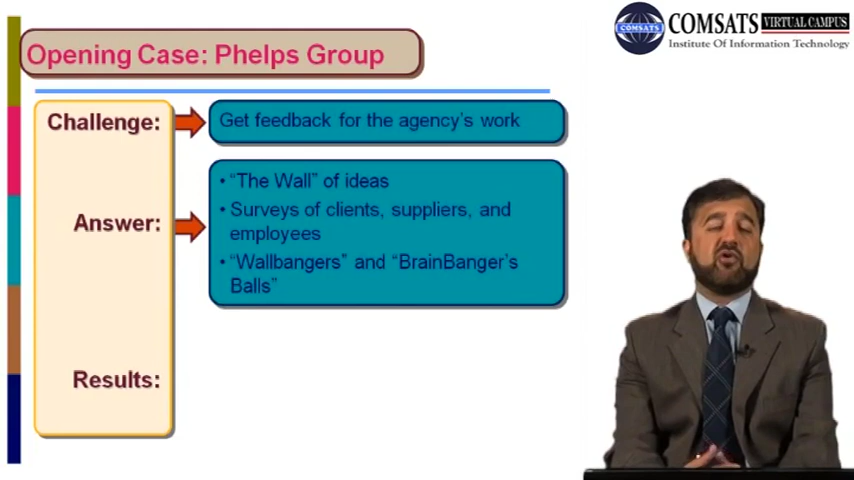 COMSATS VIRTUAL CAMPUS
Institute Of Information Technology
COMSATS
Opening Case: Phelps Group
Challenge:
Get feedback for the agency's work
Answer:
• "The Wall" of ideas
• Surveys of clients, suppliers, and
employees
• "Wallbangers" and "BrainBanger's
Balls"
Results: